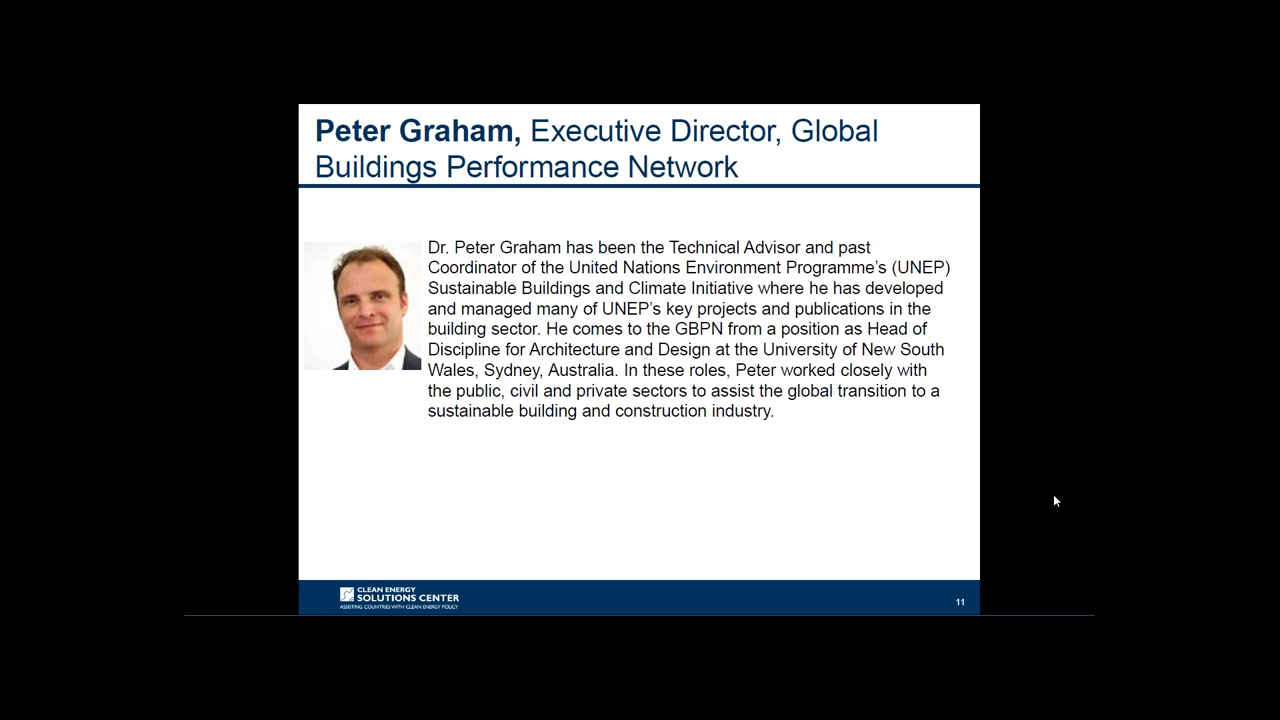 Peter Graham, Executive Director, Global
Buildings Performance Network
Dr. Peter Graham has been the Technical Advisor and past
Coordinator of the United Nations Environment Programme’s (UNEP)
Sustainable Buildings and Climate Initiative where he has developed
and managed many of UNEP’s key projects and publications in the
building sector. He comes to the GBPN from a position as Head of
Discipline for Architecture and Design at the University of New South
Wales, Sydney, Australia. In these roles, Peter worked closely with
the public, civil and private sectors to assist the global transition to a
sustainable building and construction industry.
CLEAN ENERGY
SOLUTIONS CENTER
ASSISTING COUNTRIES WITH CLEAN ENERGY POLICY
11